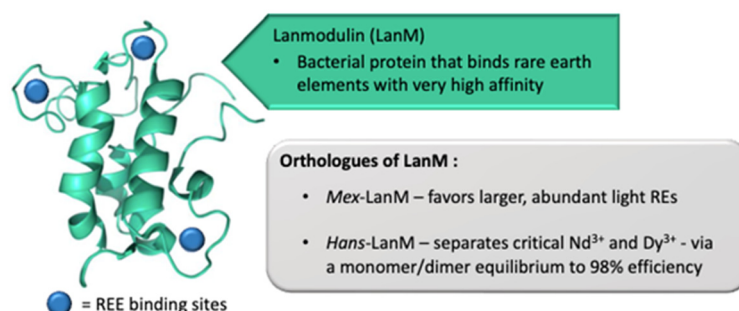 Lanmodulin (LanM)
• Bacterial protein that binds rare earth
elements with very high affinity
Orthologues of LanM :
• Mex-LanM – favors larger, abundant light REs
• Hans-LanM – separates critical Nd³⁺ and Dy³⁺ - via
a monomer/dimer equilibrium to 98% efficiency
= REE binding sites